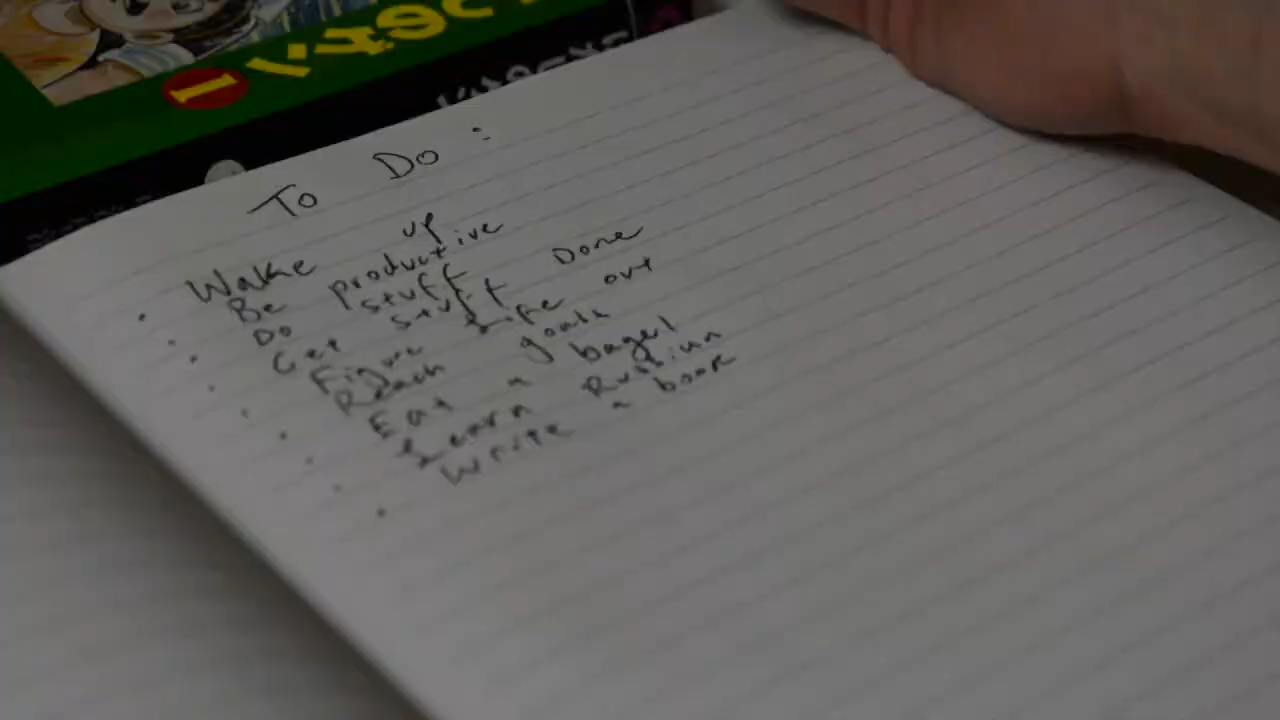 To Do:
• Wake up
• Be productive
• Do stuff
• Get stuff Done
• Figure Life out
• Reach goals
• Eat a bagel
• Learn Russian
• Write a book
1